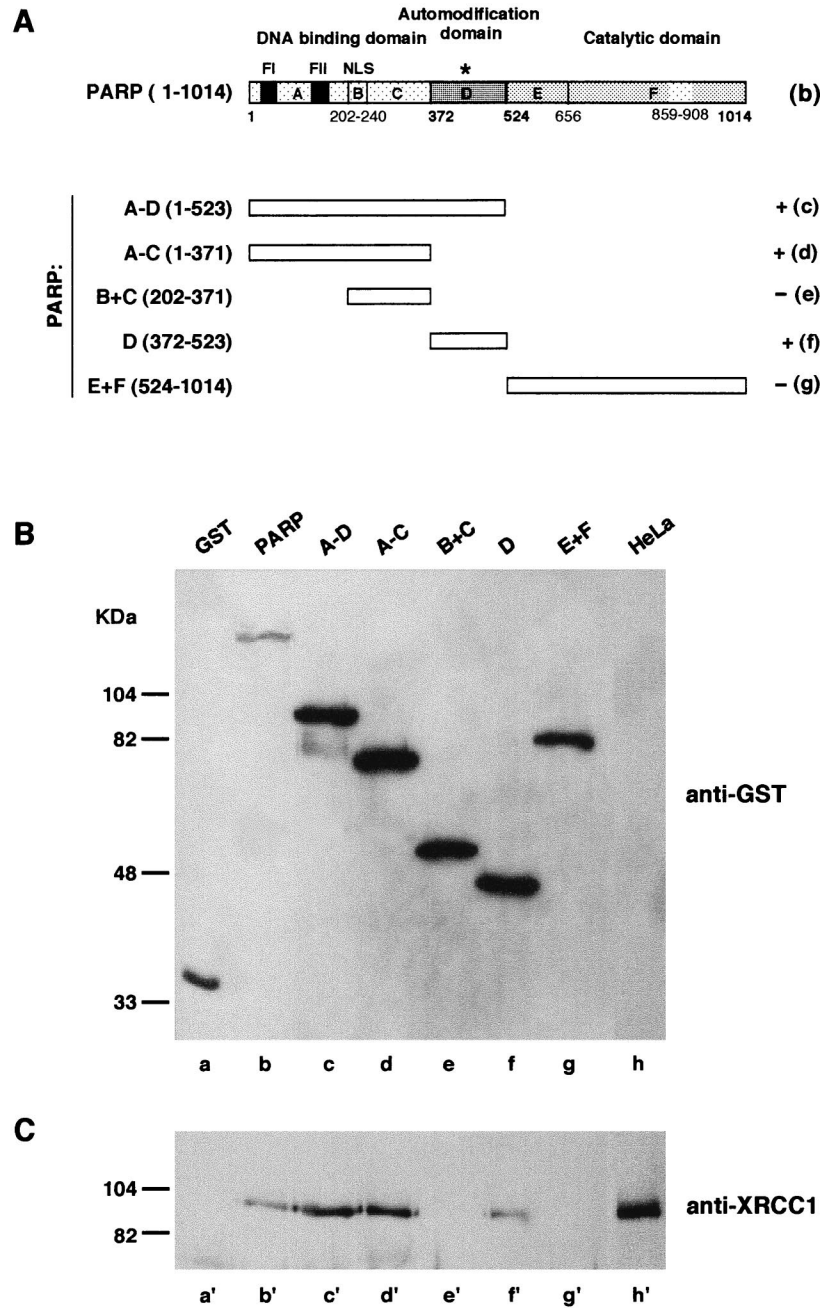 A
Automodification
domain
DNA binding domain
Catalytic domain
FI FII NLS *
PARP ( 1-1014)
A B C D E F
(b)
1 202-240 372 524 656 859-908 1014
PARP:
A-D (1-523) + (c)
A-C (1-371) + (d)
B+C (202-371) – (e)
D (372-523) + (f)
E+F (524-1014) – (g)
B
GST PARP A-D A-C B+C D E+F HeLa
KDa
104
82
48
33
anti-GST
a b c d e f g h
C
104
82
anti-XRCC1
a' b' c' d' e' f' g' h'